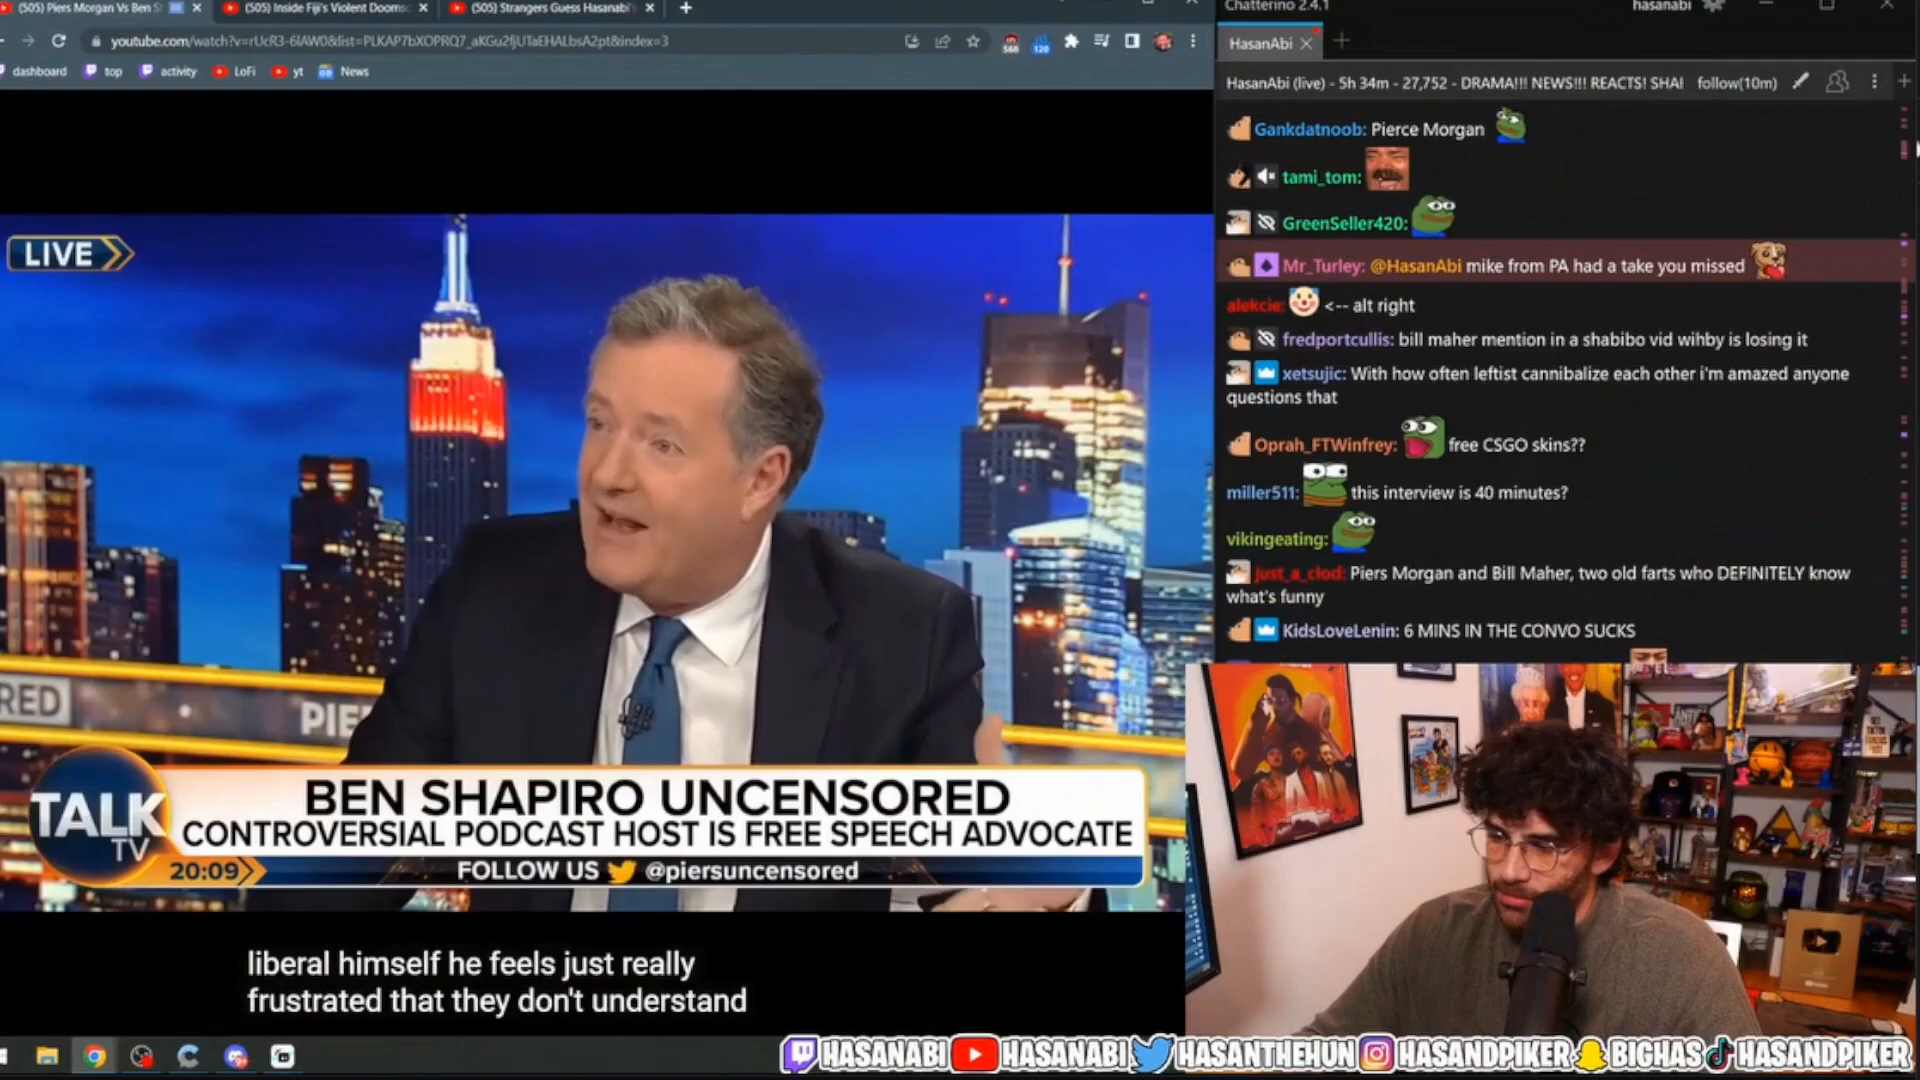 (505) Piers Morgan Vs Ben S
(505) Inside Fiji's Violent Dooms
(505) Strangers Guess Hasanabi's
youtube.com/watch?v=rUcR3-6lAW0&list=PLKAP7bXOPRQ7_aKGu2fjUTaEHALbsA2pt&index=3
560
120
dashboard
top
activity
LoFi
yt
News
LIVE
RED
PIE
BEN SHAPIRO UNCENSORED
CONTROVERSIAL PODCAST HOST IS FREE SPEECH ADVOCATE
TALK
TV
20:09
FOLLOW US @piersuncensored
liberal himself he feels just really
frustrated that they don't understand
Chatterino 2.4.1
hasanabi
HasanAbi
HasanAbi (live) - 5h 34m - 27,752 - DRAMA!!! NEWS!!! REACTS! SHAI
follow(10m)
Gankdatnoob: Pierce Morgan
tami_tom:
GreenSeller420:
Mr_Turley: @HasanAbi mike from PA had a take you missed
alekcie: <-- alt right
fredportcullis: bill maher mention in a shabibo vid wihby is losing it
xetsujic: With how often leftist cannibalize each other i'm amazed anyone
questions that
Oprah_FTWinfrey: free CSGO skins??
miller511: this interview is 40 minutes?
vikingeating:
just_a_clod: Piers Morgan and Bill Maher, two old farts who DEFINITELY know
what's funny
KidsLoveLenin: 6 MINS IN THE CONVO SUCKS
HASANABI HASANABI HASANTHEHUN HASANDPIKER BIGHAS HASANDPIKER